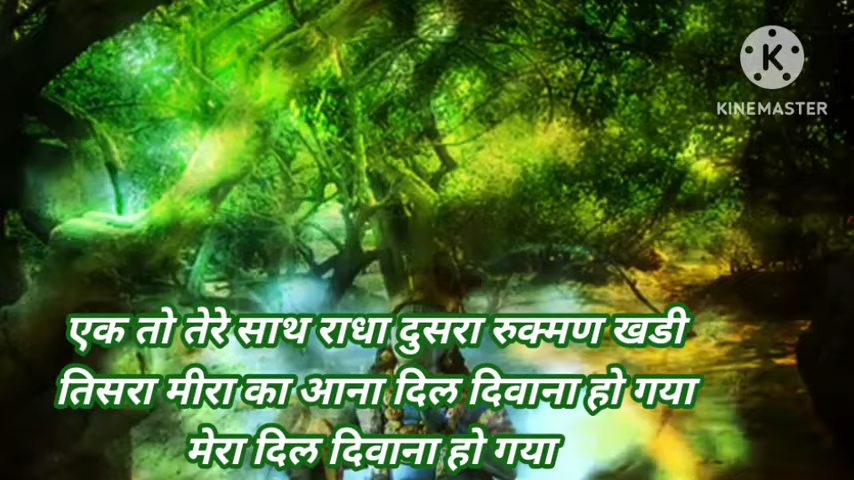 KINEMASTER
एक तो तेरे साथ राधा दुसरा रुक्मण खडी
तिसरा मीरा का आना दिल दिवाना हो गया
मेरा दिल दिवाना हो गया